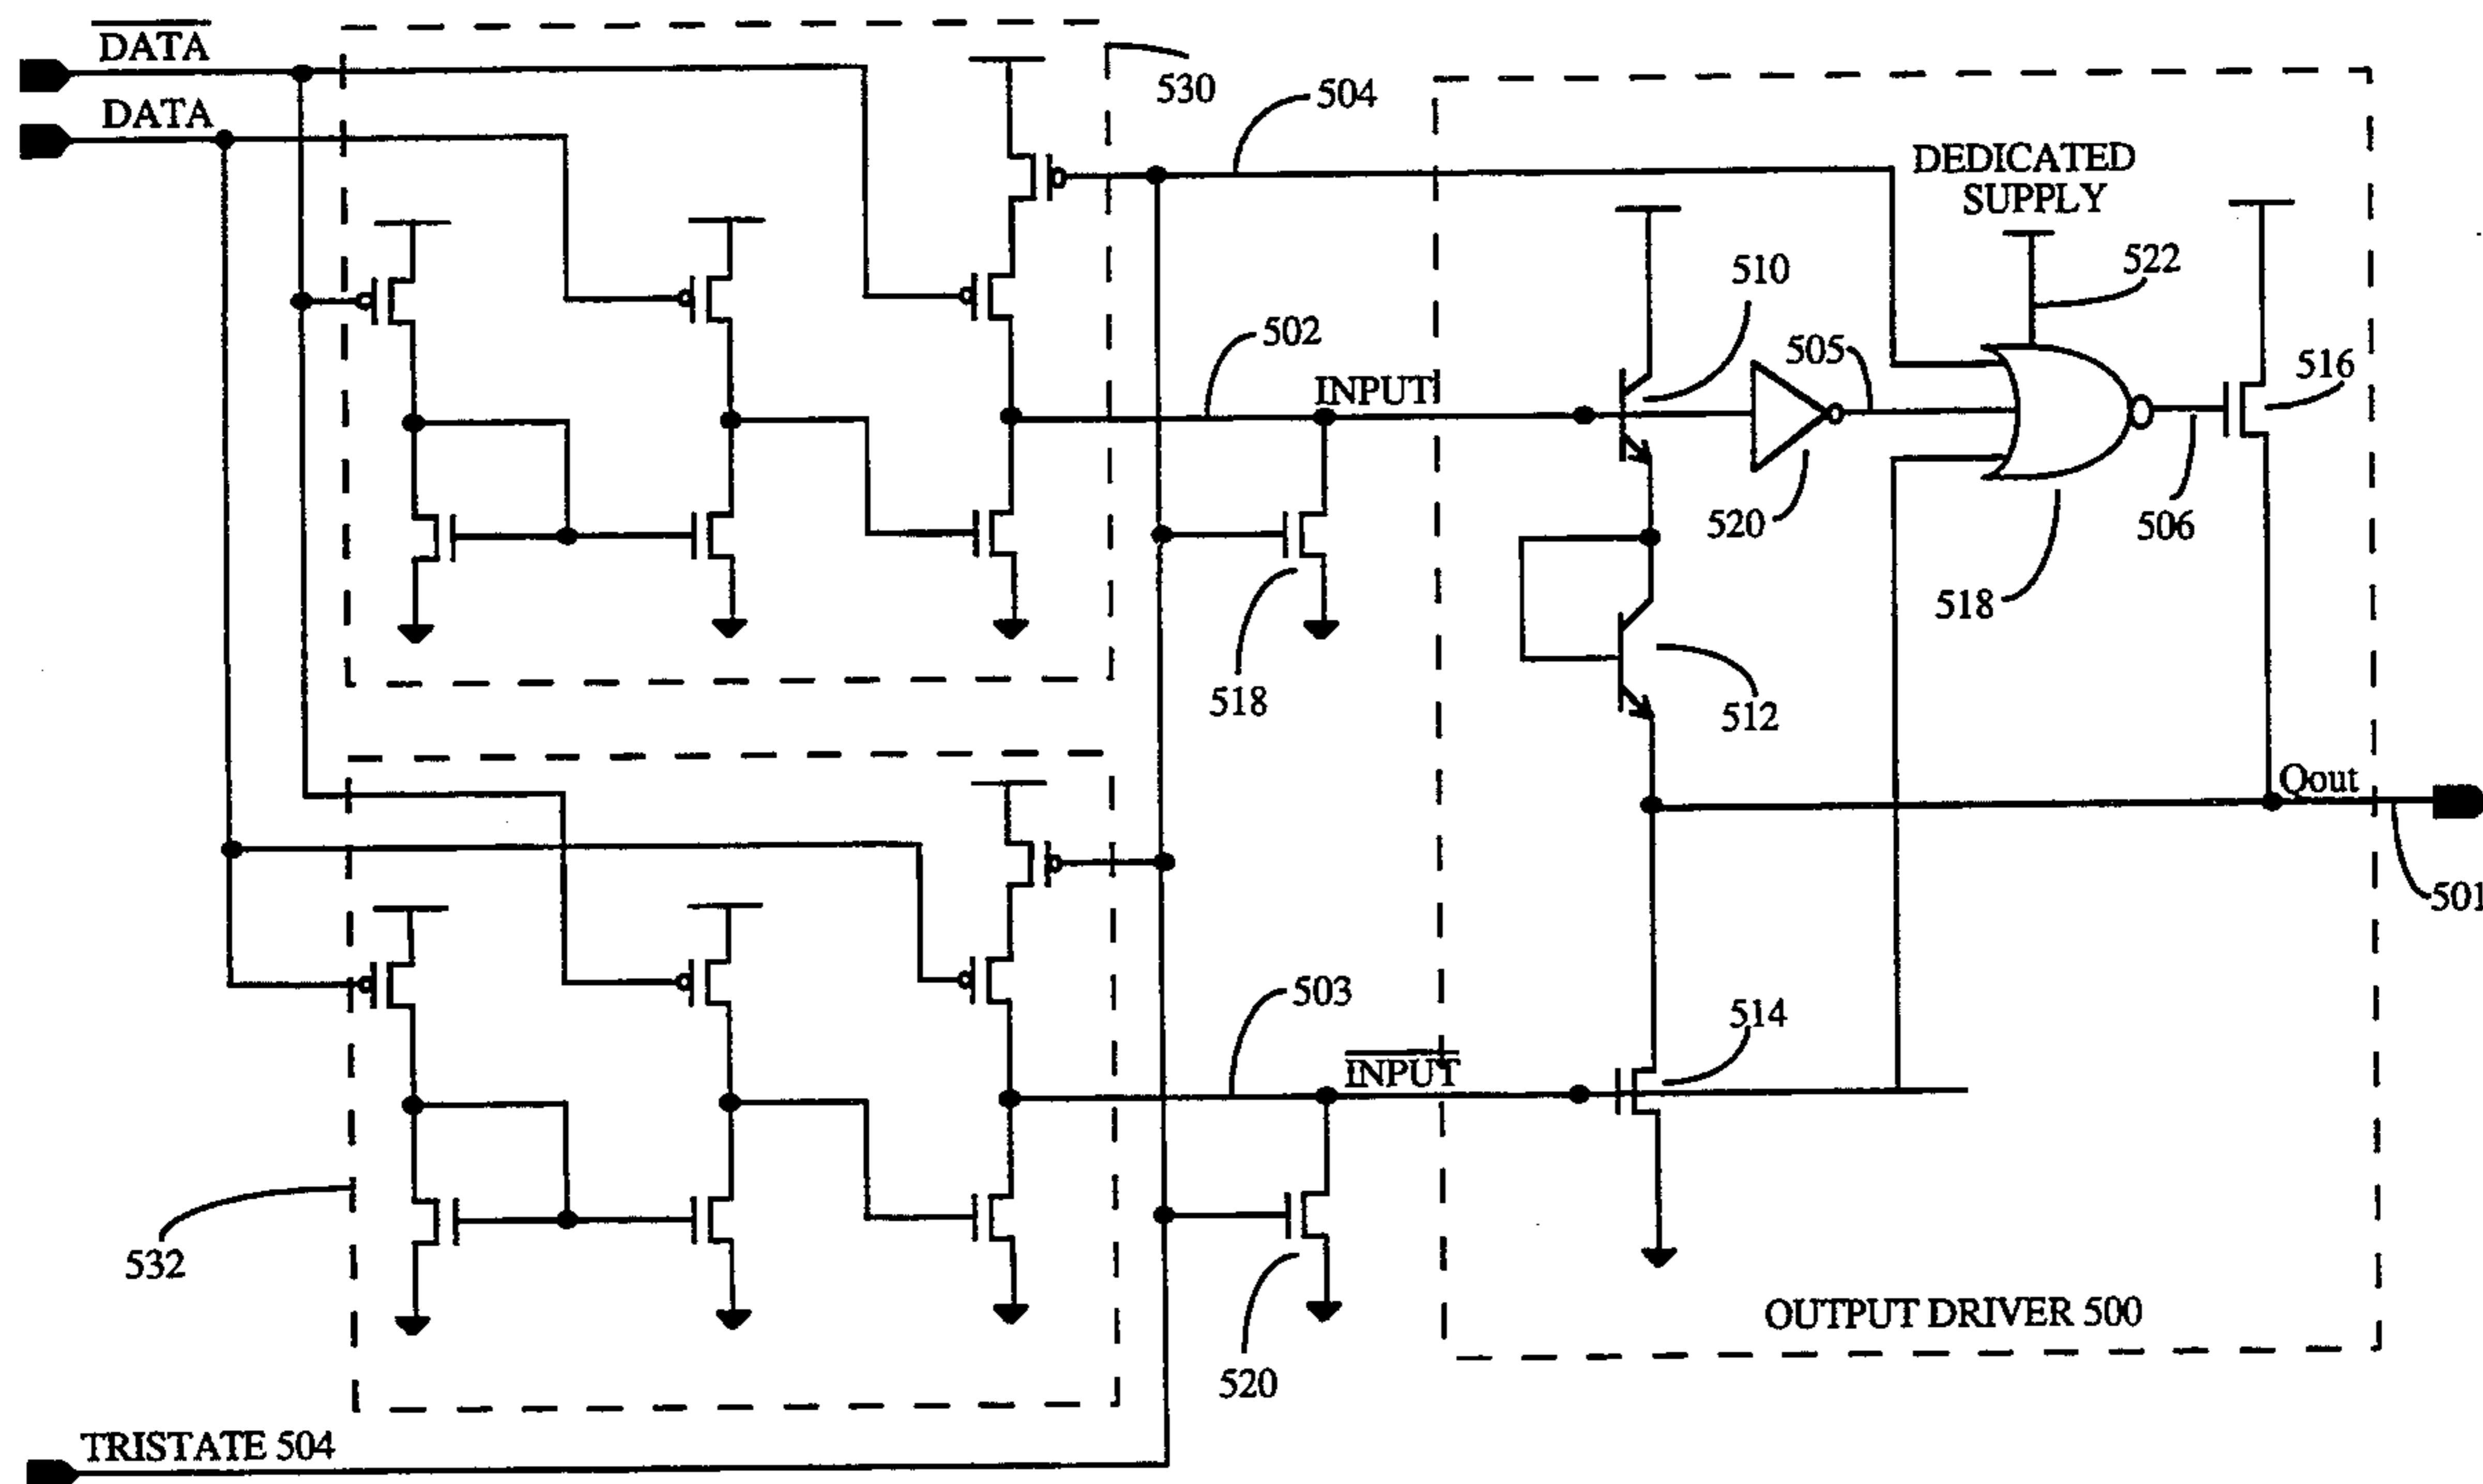 DATA
DATA
530
504
DEDICATED
SUPPLY
510
522
502
505
516
INPUT
520
506
518
518
512
Qout
501
503
514
INPUT
532
OUTPUT DRIVER 500
520
TRISTATE 504